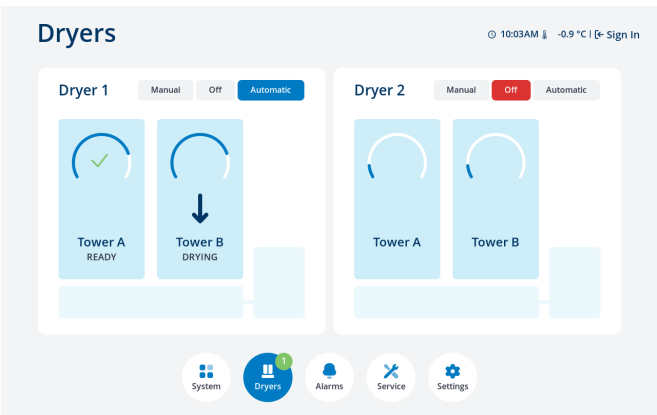 Dryers
10:03AM -0.9 °C | Sign In
Dryer 1 Manual Off Automatic
Dryer 2 Manual Off Automatic
Tower A
READY
Tower B
DRYING
Tower A
Tower B
System
Dryers
1
Alarms
Service
Settings